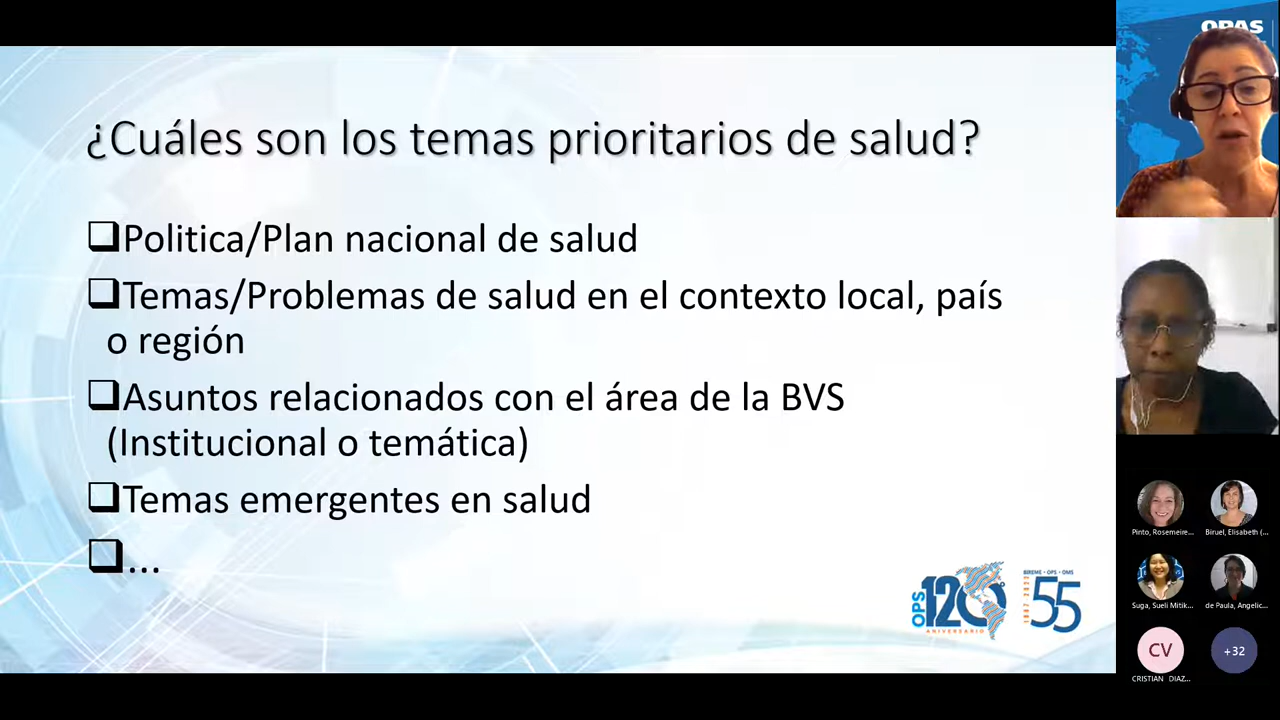 ¿Cuáles son los temas prioritarios de salud?
Politica/Plan nacional de salud
Temas/Problemas de salud en el contexto local, país
o región
Asuntos relacionados con el área de la BVS
(Institucional o temática)
Temas emergentes en salud
...
OPS
120
ANIVERSARIO
BIREME • OPS • OMS
55
OPAS
Pinto, Rosemeire...
Biruel, Elisabeth (...
Suga, Sueli Mitik...
de Paula, Angelic...
CV
+32
CRISTIAN DIAZ...